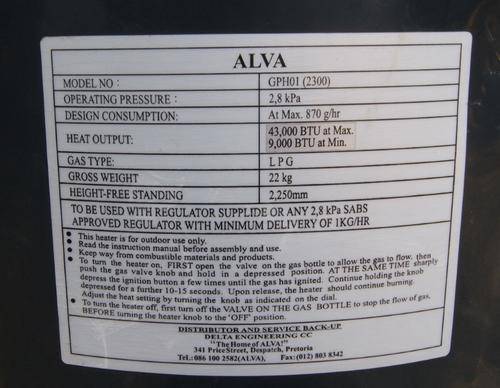 ALVA
MODEL NO : GPH01 (2300)
OPERATING PRESSURE : 2,8 kPa
DESIGN CONSUMPTION: At Max. 870 g/hr
HEAT OUTPUT: 43,000 BTU at Max.
9,000 BTU at Min.
GAS TYPE: L P G
GROSS WEIGHT 22 kg
HEIGHT-FREE STANDING 2,250mm
TO BE USED WITH REGULATOR SUPPLIDE OR ANY 2,8 kPa SABS
APPROVED REGULATOR WITH MINIMUM DELIVERY OF 1KG/HR
• This heater is for outdoor use only.
• Read the instruction manual before assembly and use.
• Keep way from combustible materials and products.
• To turn the heater on, FIRST open the valve on the gas bottle to allow the gas to flow. then
push the gas valve knob and hold in a depressed position. AT THE SAME TIME sharply
depress the ignition button a few times until the gas has ignited. Continue holding the knob
depressed for a further 10-15 seconds. Upon release, the heater should continue burning.
Adjust the heat setting by turning the knob as indicated on the dial.
• To turn the heater off, first turn off the VALVE ON THE GAS BOTTLE to stop the flow of gas,
BEFORE turning the heater knob to the 'OFF' position.
DISTRIBUTOR AND SERVICE BACK-UP
DELTA ENGINEERING CC
"The Home of ALVA!"
341 Price Street, Despatch, Pretoria
Tel.:086 100 2582(ALVA), Fax:(012) 803 8342